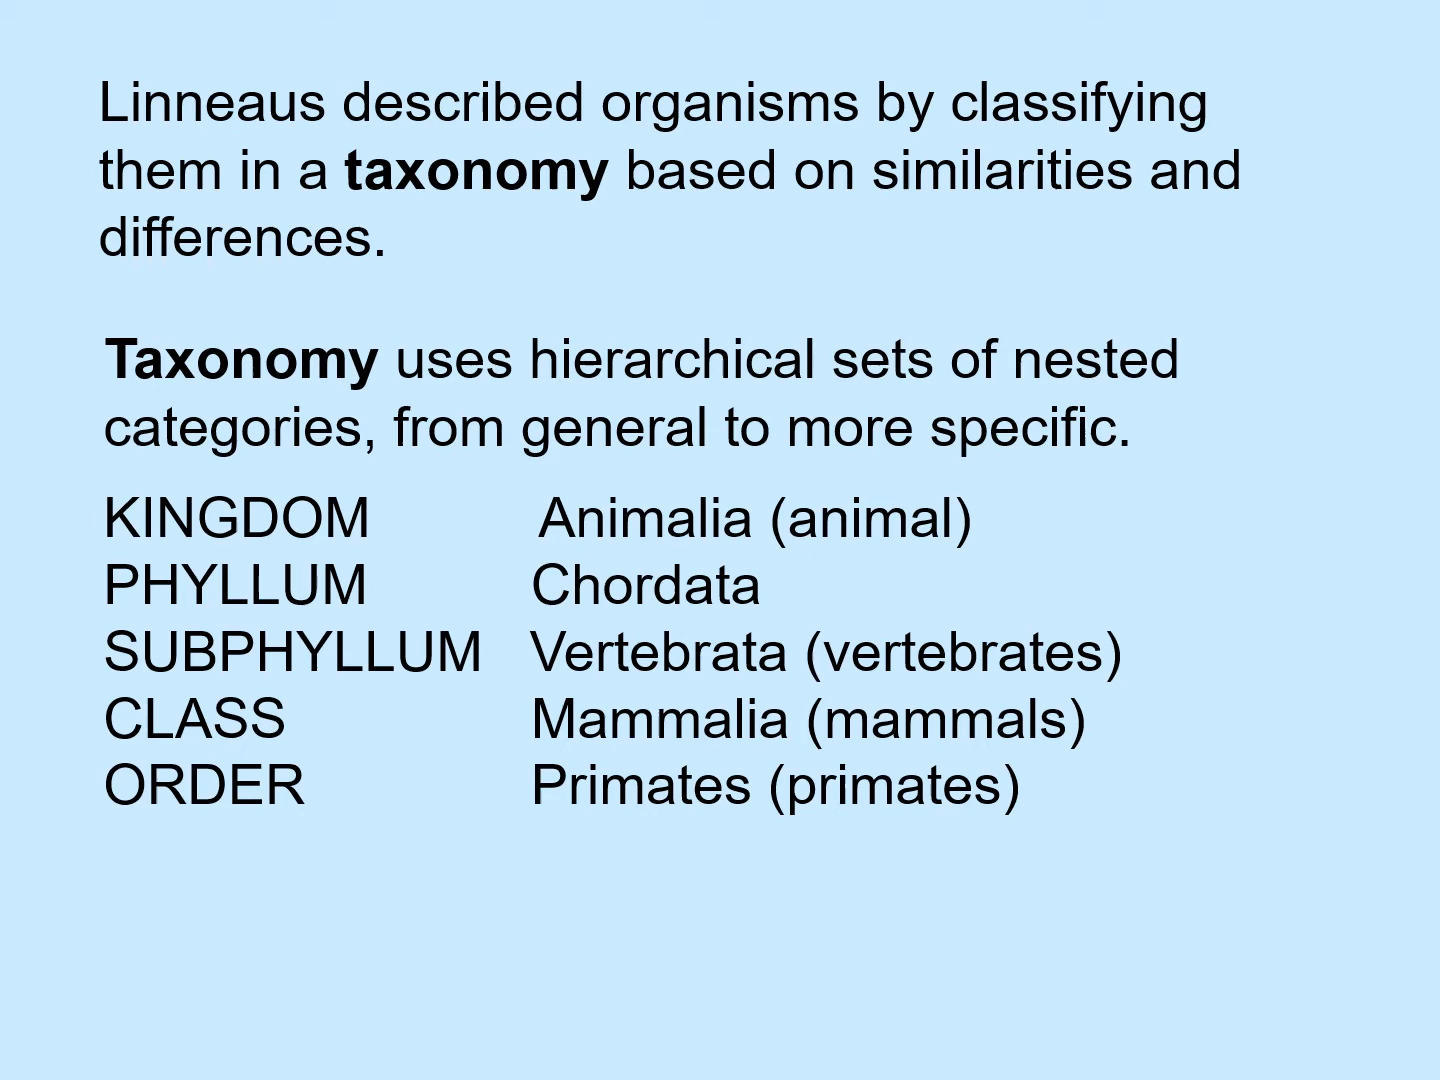 Linneaus described organisms by classifying
them in a taxonomy based on similarities and
differences.
Taxonomy uses hierarchical sets of nested
categories, from general to more specific.
KINGDOM Animalia (animal)
PHYLLUM Chordata
SUBPHYLLUM Vertebrata (vertebrates)
CLASS Mammalia (mammals)
ORDER Primates (primates)